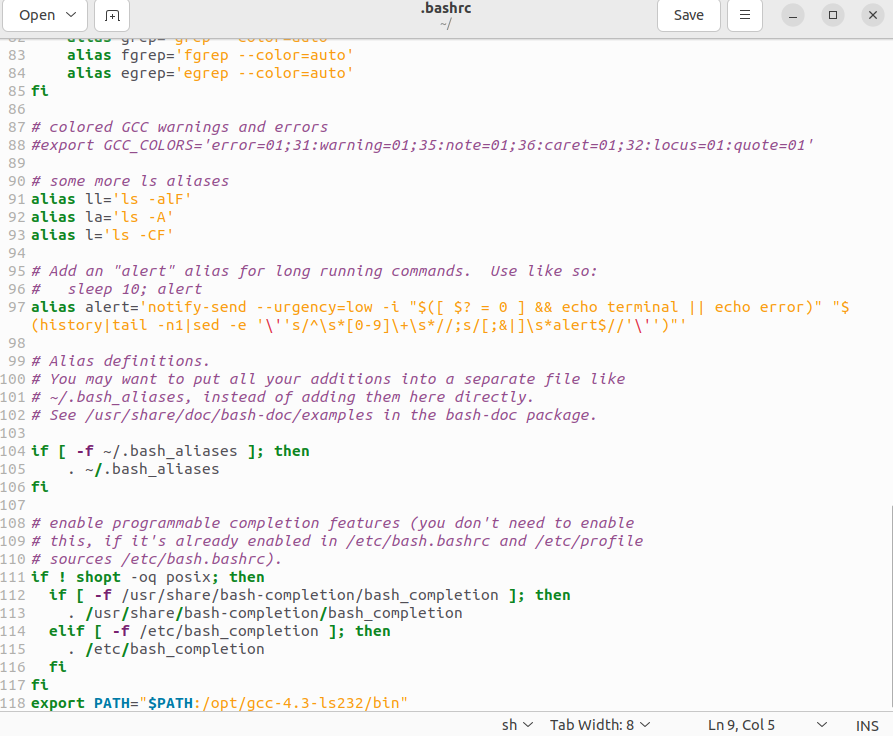 Open
.bashrc
~/
Save
83 alias fgrep='fgrep --color=auto'
84 alias egrep='egrep --color=auto'
85 fi
86
87 # colored GCC warnings and errors
88 #export GCC_COLORS='error=01;31:warning=01;35:note=01;36:caret=01;32:locus=01:quote=01'
89
90 # some more ls aliases
91 alias ll='ls -alF'
92 alias la='ls -A'
93 alias l='ls -CF'
94
95 # Add an "alert" alias for long running commands.  Use like so:
96 #   sleep 10; alert
97 alias alert='notify-send --urgency=low -i "$([ $? = 0 ] && echo terminal || echo error)" "$
(history|tail -n1|sed -e '\''s/^\s*[0-9]\+\s*//;s/[;&|]\s*alert$//'\'')"'
98
99 # Alias definitions.
100 # You may want to put all your additions into a separate file like
101 # ~/.bash_aliases, instead of adding them here directly.
102 # See /usr/share/doc/bash-doc/examples in the bash-doc package.
103
104 if [ -f ~/.bash_aliases ]; then
105     . ~/.bash_aliases
106 fi
107
108 # enable programmable completion features (you don't need to enable
109 # this, if it's already enabled in /etc/bash.bashrc and /etc/profile
110 # sources /etc/bash.bashrc).
111 if ! shopt -oq posix; then
112   if [ -f /usr/share/bash-completion/bash_completion ]; then
113     . /usr/share/bash-completion/bash_completion
114   elif [ -f /etc/bash_completion ]; then
115     . /etc/bash_completion
116   fi
117 fi
118 export PATH="$PATH:/opt/gcc-4.3-ls232/bin"
sh Tab Width: 8 Ln 9, Col 5 INS